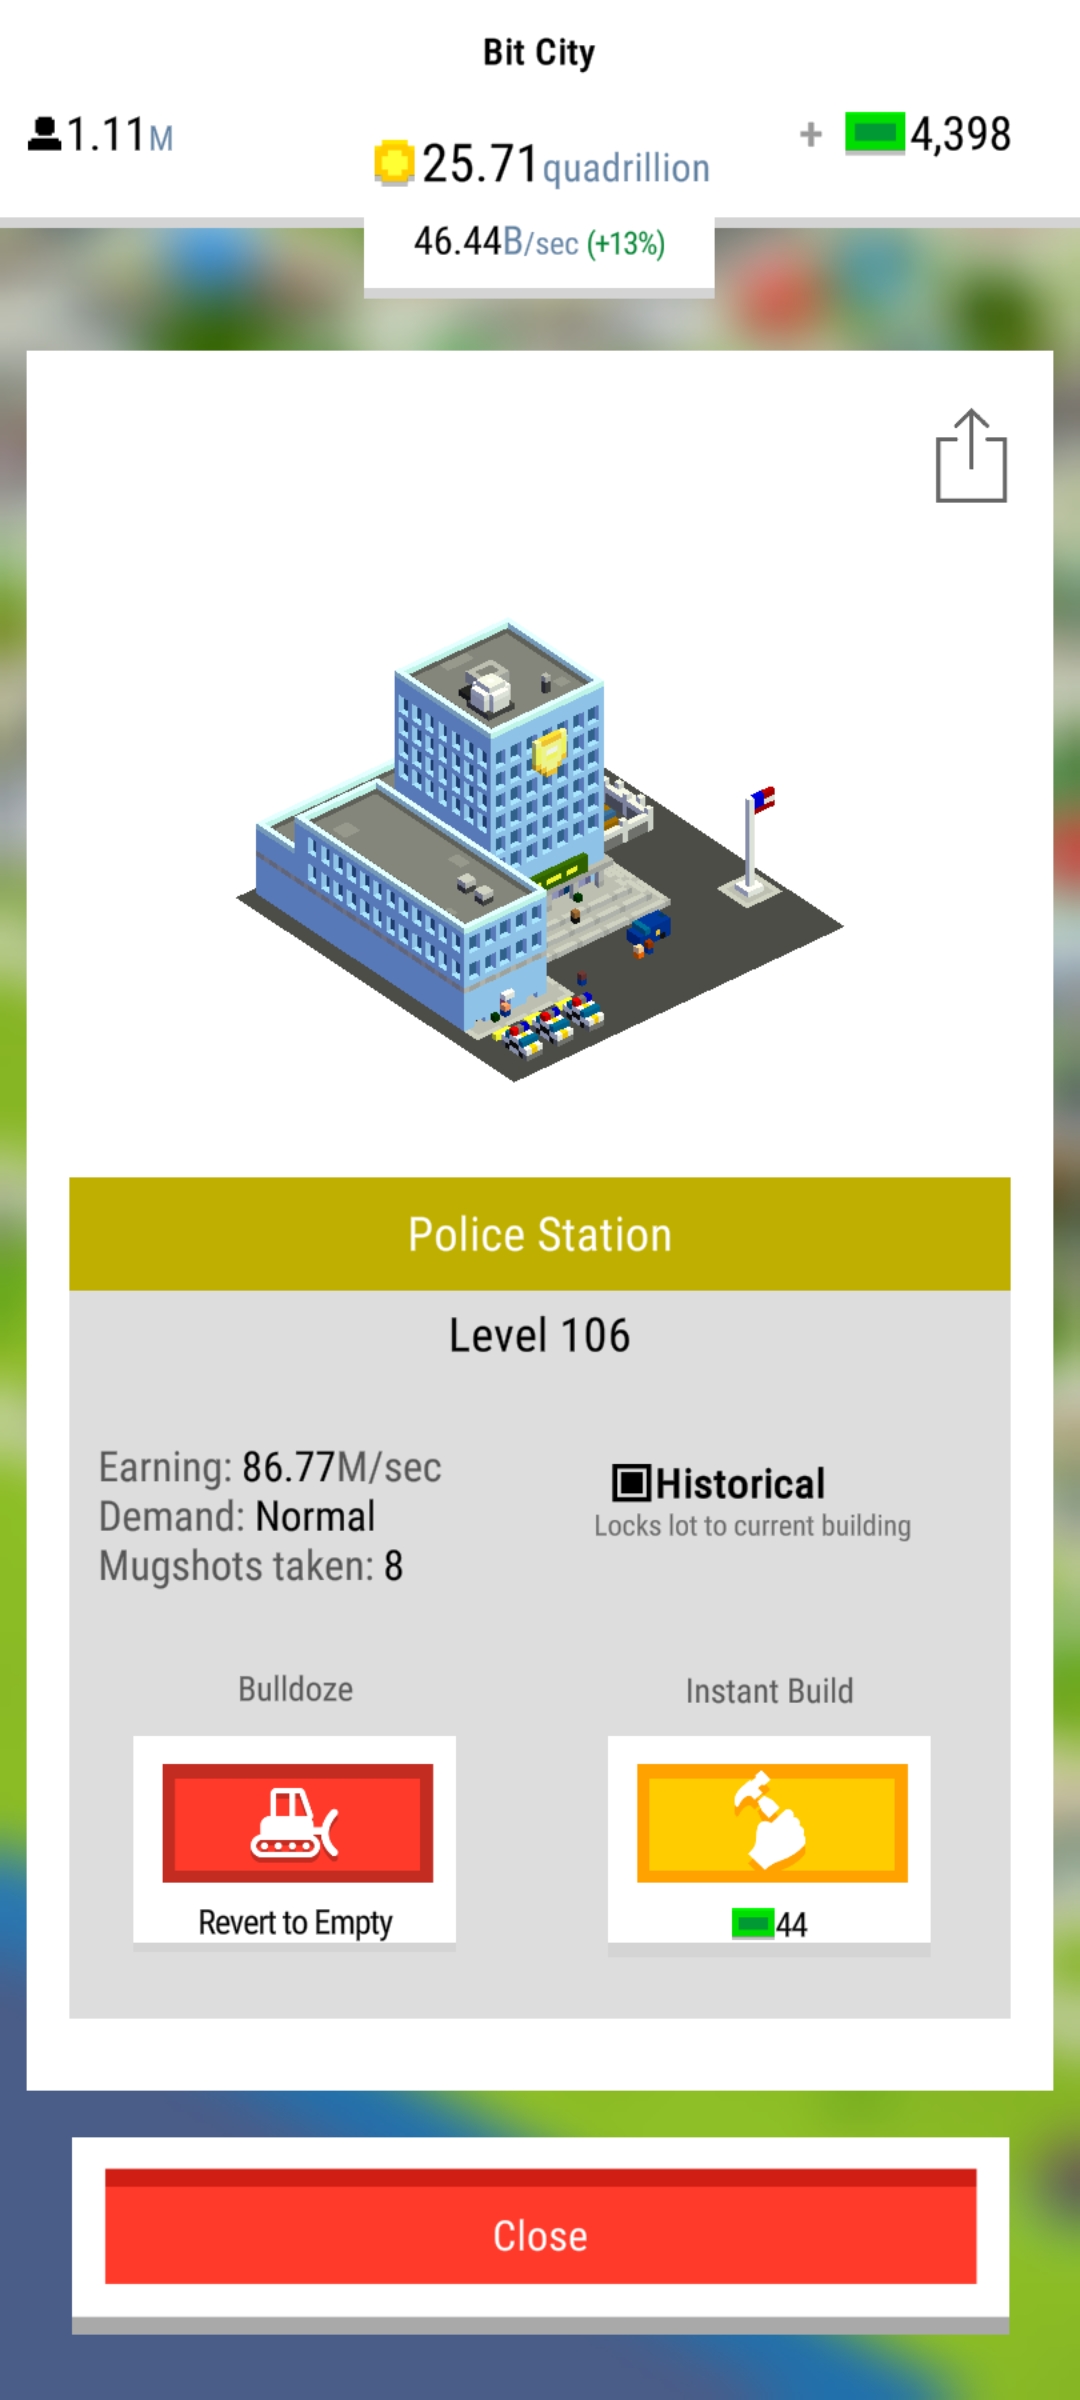 Bit City
1.11M
25.71quadrillion
+ 4,398
46.44B/sec (+13%)
Police Station
Level 106
Earning: 86.77M/sec
Demand: Normal
Mugshots taken: 8
Historical
Locks lot to current building
Bulldoze
Instant Build
Revert to Empty
44
Close